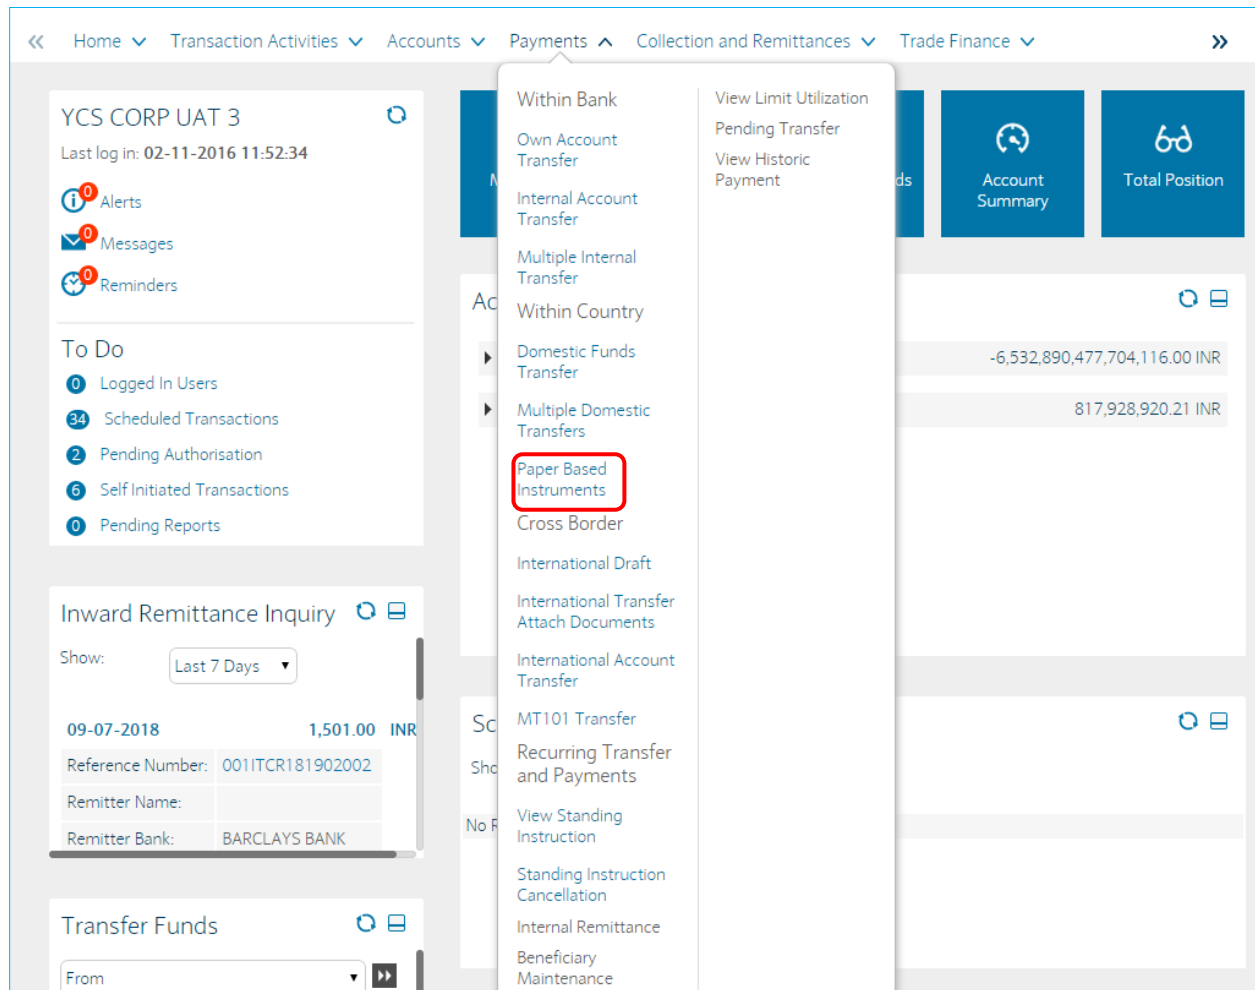 Home
Transaction Activities
Accounts
Payments
Collection and Remittances
Trade Finance
YCS CORP UAT 3
Last log in: 02-11-2016 11:52:34
0
Alerts
0
Messages
0
Reminders
To Do
0 Logged In Users
34 Scheduled Transactions
2 Pending Authorisation
6 Self Initiated Transactions
0 Pending Reports
Inward Remittance Inquiry
Show:
Last 7 Days
09-07-2018 1,501.00 INR
Reference Number: 001ITCR181902002
Remitter Name:
Remitter Bank: BARCLAYS BANK
Transfer Funds
From
Within Bank
Own Account
Transfer
Internal Account
Transfer
Multiple Internal
Transfer
Within Country
Domestic Funds
Transfer
Multiple Domestic
Transfers
Paper Based
Instruments
Cross Border
International Draft
International Transfer
Attach Documents
International Account
Transfer
MT101 Transfer
Recurring Transfer
and Payments
View Standing
Instruction
Standing Instruction
Cancellation
Internal Remittance
Beneficiary
Maintenance
View Limit Utilization
Pending Transfer
View Historic
Payment
Account
Summary
Total Position
-6,532,890,477,704,116.00 INR
817,928,920.21 INR